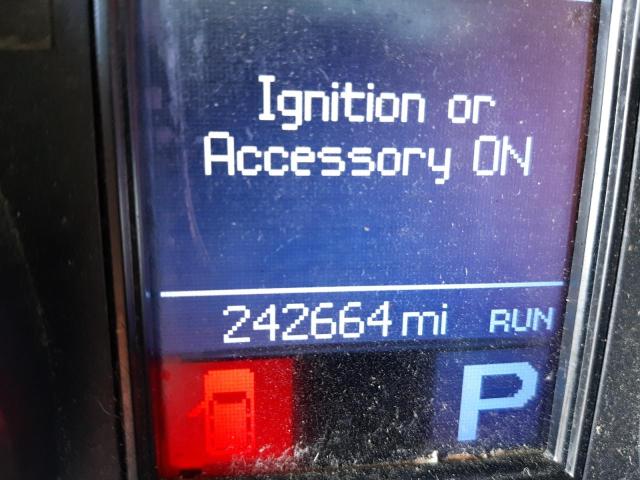 Ignition or
Accessory ON
242664 mi RUN
P